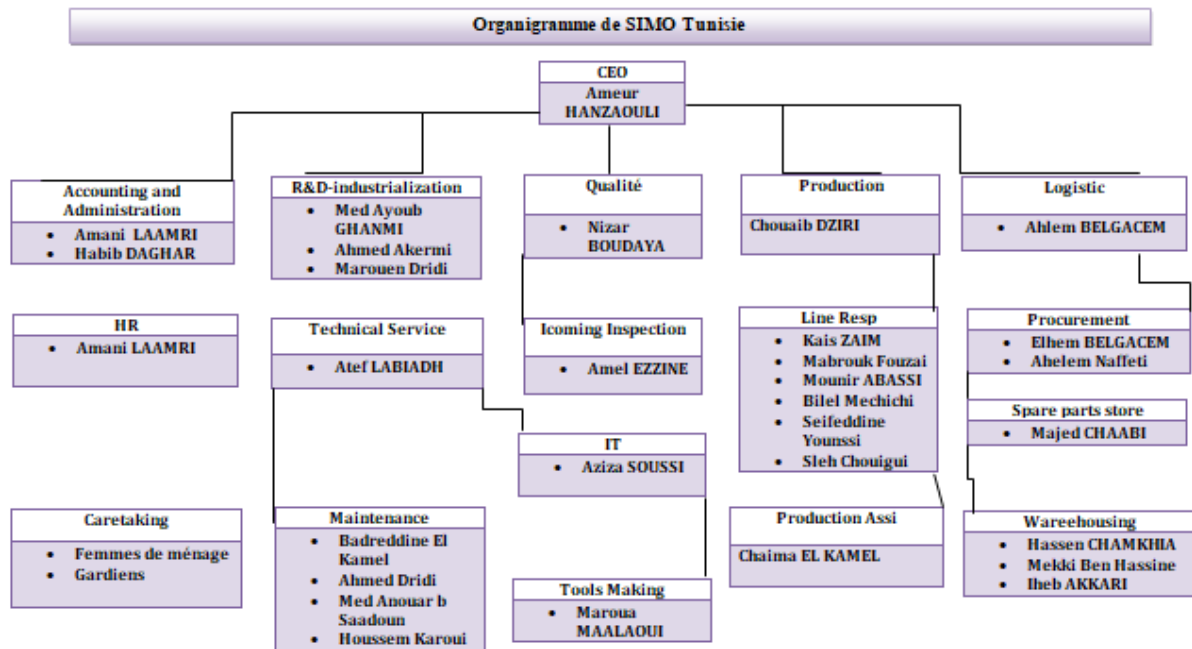 Organigramme de SIMO Tunisie
CEO
Ameur
HANZAOULI
Accounting and
Administration
• Amani LAAMRI
• Habib DAGHAR
R&D-industrialization
• Med Ayoub
GHANMI
• Ahmed Akermi
• Marouen Dridi
Qualité
• Nizar
BOUDAYA
Production
Chouaib DZIRI
Logistic
• Ahlem BELGACEM
HR
• Amani LAAMRI
Technical Service
• Atef LABIADH
Icoming Inspection
• Amel EZZINE
Line Resp
• Kais ZAIM
• Mabrouk Fouzai
• Mounir ABASSI
• Bilel Mechichi
• Seifeddine
Younssi
• Sleh Chouigui
Procurement
• Elhem BELGACEM
• Ahelem Naffeti
Spare parts store
• Majed CHAABI
IT
• Aziza SOUSSI
Caretaking
• Femmes de ménage
• Gardiens
Maintenance
• Badreddine El
Kamel
• Ahmed Dridi
• Med Anouar b
Saadoun
• Houssem Karoui
Tools Making
• Maroua
MAALAOUI
Production Assi
Chaima EL KAMEL
Wareehousing
• Hassen CHAMKHIA
• Mekki Ben Hassine
• Iheb AKKARI